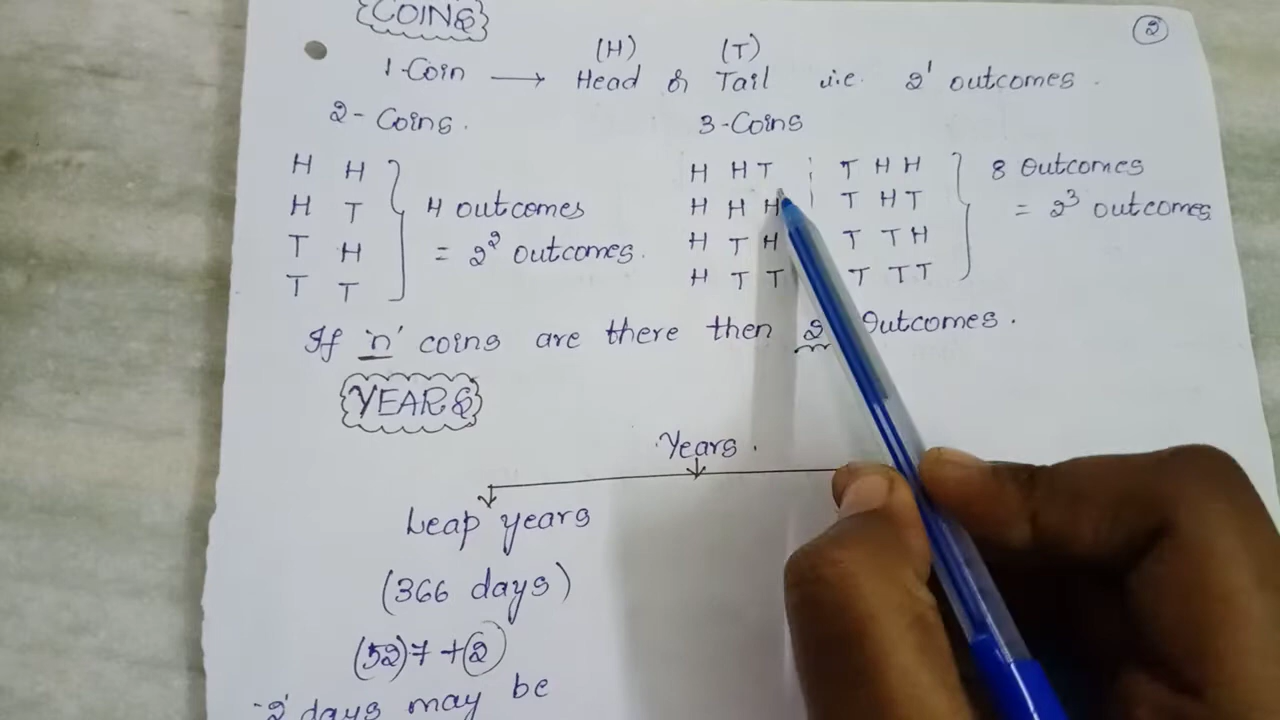 COINS
2
(H) (T)
1-Coin → Head or Tail i.e 2¹ outcomes.
2-Coins. 3-Coins
H H H H T T H H 8 Outcomes
H T 4 outcomes H H H T H T = 2³ outcomes
T H = 2² outcomes. H T H T T H
T T H T T T T T
If 'n' coins are there then 2 Outcomes.
YEARS
Years.
Leap years
(366 days)
(52)7+2
2 days may be